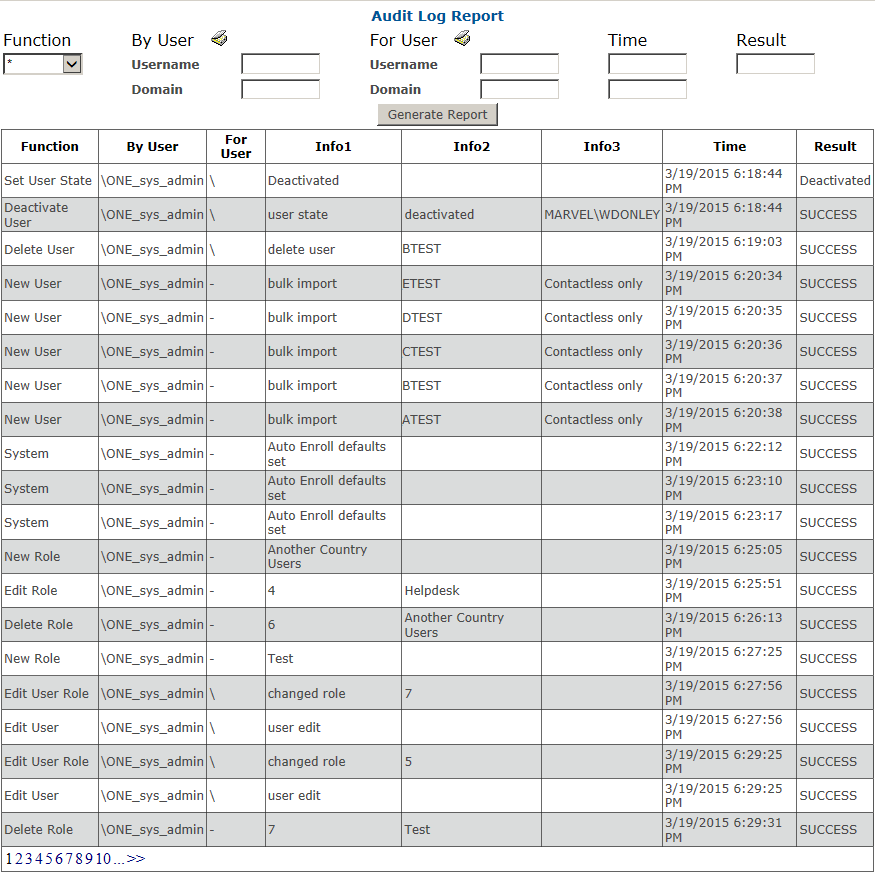 Audit Log Report
Function By User For User Time Result
* Username Username
Domain Domain
Generate Report
Function By User For User Info1 Info2 Info3 Time Result
Set User State \ONE_sys_admin \ Deactivated 3/19/2015 6:18:44 PM Deactivated
Deactivate User \ONE_sys_admin \ user state deactivated MARVEL\WDONLEY 3/19/2015 6:18:44 PM SUCCESS
Delete User \ONE_sys_admin \ delete user BTEST 3/19/2015 6:19:03 PM SUCCESS
New User \ONE_sys_admin - bulk import ETEST Contactless only 3/19/2015 6:20:34 PM SUCCESS
New User \ONE_sys_admin - bulk import DTEST Contactless only 3/19/2015 6:20:35 PM SUCCESS
New User \ONE_sys_admin - bulk import CTEST Contactless only 3/19/2015 6:20:36 PM SUCCESS
New User \ONE_sys_admin - bulk import BTEST Contactless only 3/19/2015 6:20:37 PM SUCCESS
New User \ONE_sys_admin - bulk import ATEST Contactless only 3/19/2015 6:20:38 PM SUCCESS
System \ONE_sys_admin - Auto Enroll defaults set 3/19/2015 6:22:12 PM SUCCESS
System \ONE_sys_admin - Auto Enroll defaults set 3/19/2015 6:23:10 PM SUCCESS
System \ONE_sys_admin - Auto Enroll defaults set 3/19/2015 6:23:17 PM SUCCESS
New Role \ONE_sys_admin - Another Country Users 3/19/2015 6:25:05 PM SUCCESS
Edit Role \ONE_sys_admin - 4 Helpdesk 3/19/2015 6:25:51 PM SUCCESS
Delete Role \ONE_sys_admin - 6 Another Country Users 3/19/2015 6:26:13 PM SUCCESS
New Role \ONE_sys_admin - Test 3/19/2015 6:27:25 PM SUCCESS
Edit User Role \ONE_sys_admin \ changed role 7 3/19/2015 6:27:56 PM SUCCESS
Edit User \ONE_sys_admin \ user edit 3/19/2015 6:27:56 PM SUCCESS
Edit User Role \ONE_sys_admin \ changed role 5 3/19/2015 6:29:25 PM SUCCESS
Edit User \ONE_sys_admin \ user edit 3/19/2015 6:29:25 PM SUCCESS
Delete Role \ONE_sys_admin - 7 Test 3/19/2015 6:29:31 PM SUCCESS
1 2 3 4 5 6 7 8 9 10 ... >>